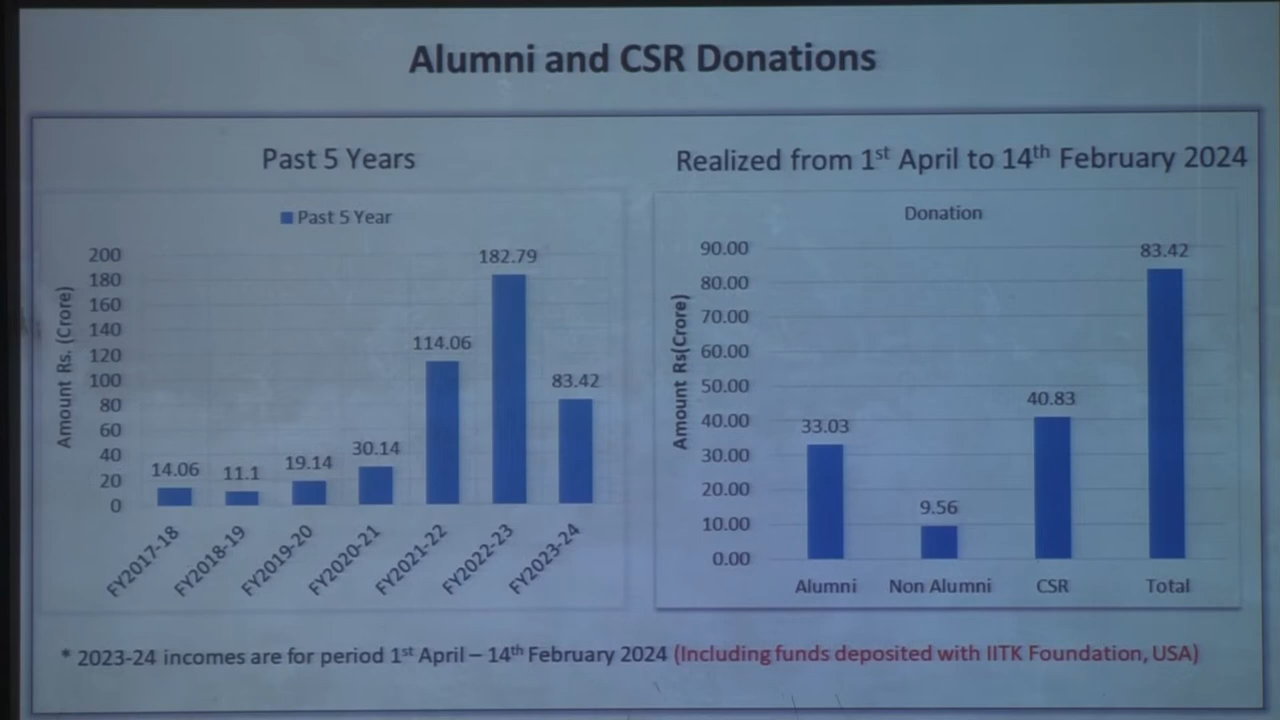 Alumni and CSR Donations
Past 5 Years
Past 5 Year
Amount Rs. (Crore)
200
180
160
140
120
100
80
60
40
20
0
14.06
11.1
19.14
30.14
114.06
182.79
83.42
FY2017-18
FY2018-19
FY2019-20
FY2020-21
FY2021-22
FY2022-23
FY2023-24
Realized from 1st April to 14th February 2024
Donation
Amount Rs(Crore)
90.00
80.00
70.00
60.00
50.00
40.00
30.00
20.00
10.00
0.00
33.03
9.56
40.83
83.42
Alumni
Non Alumni
CSR
Total
* 2023-24 incomes are for period 1st April – 14th February 2024 (Including funds deposited with IITK Foundation, USA)